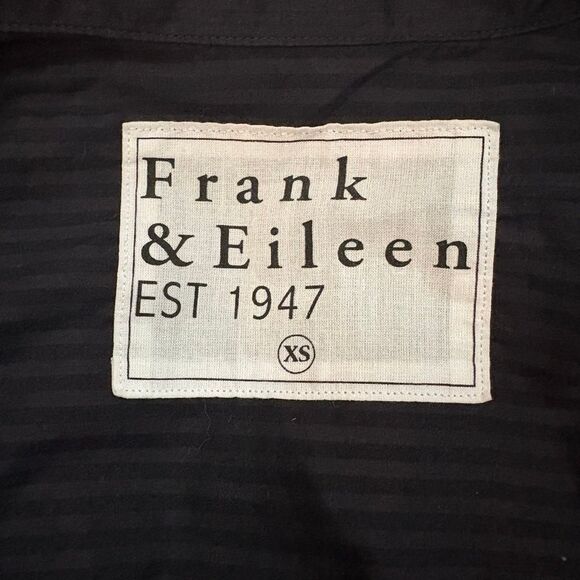 Frank
& Eileen
EST 1947
XS